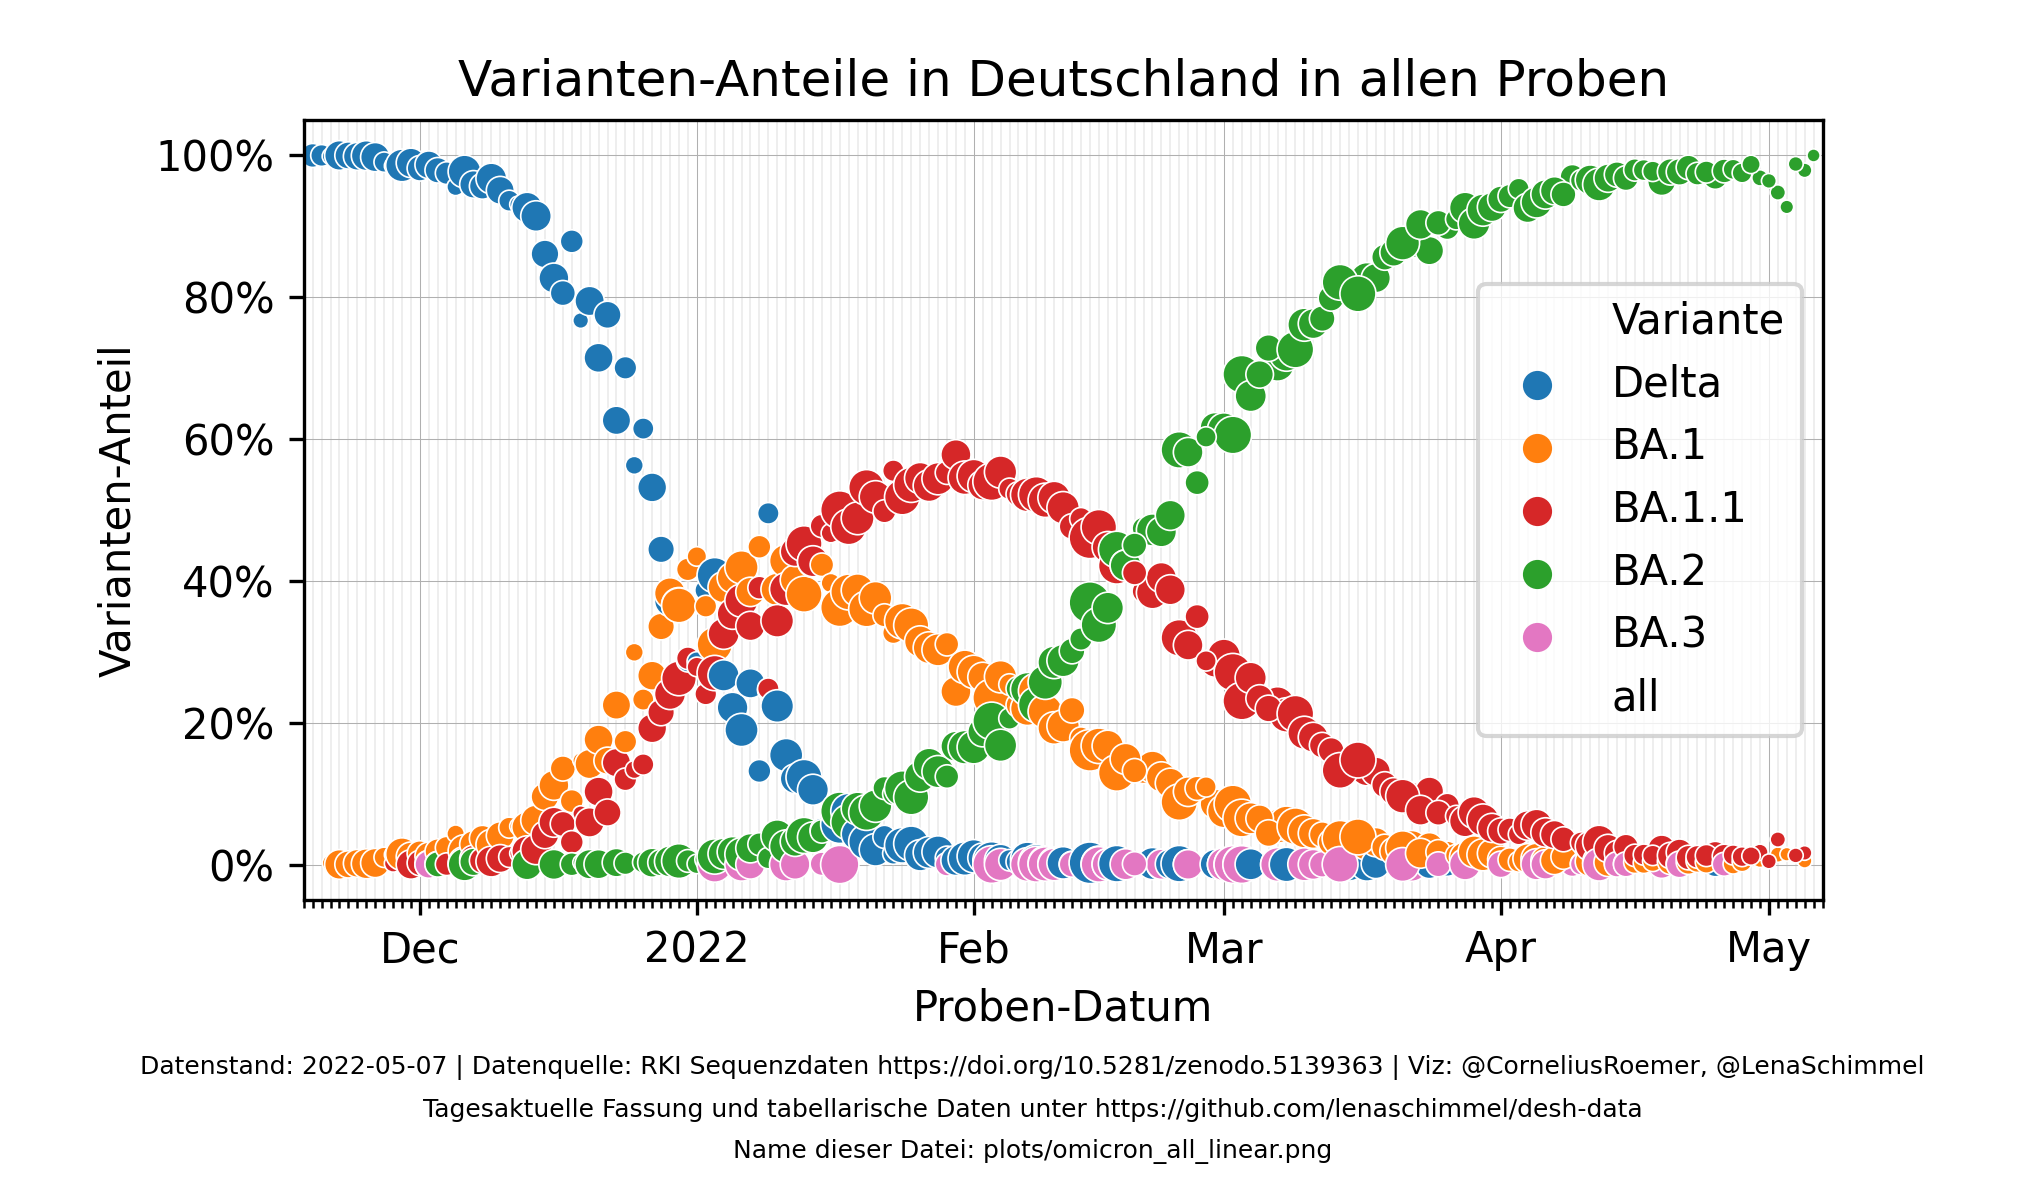 Varianten-Anteile in Deutschland in allen Proben
100%
80%
60%
40%
20%
0%
Varianten-Anteil
Variante
Delta
BA.1
BA.1.1
BA.2
BA.3
all
Dec
2022
Feb
Mar
Apr
May
Proben-Datum
Datenstand: 2022-05-07 | Datenquelle: RKI Sequenzdaten https://doi.org/10.5281/zenodo.5139363 | Viz: @CorneliusRoemer, @LenaSchimmel
Tagesaktuelle Fassung und tabellarische Daten unter https://github.com/lenaschimmel/desh-data
Name dieser Datei: plots/omicron_all_linear.png